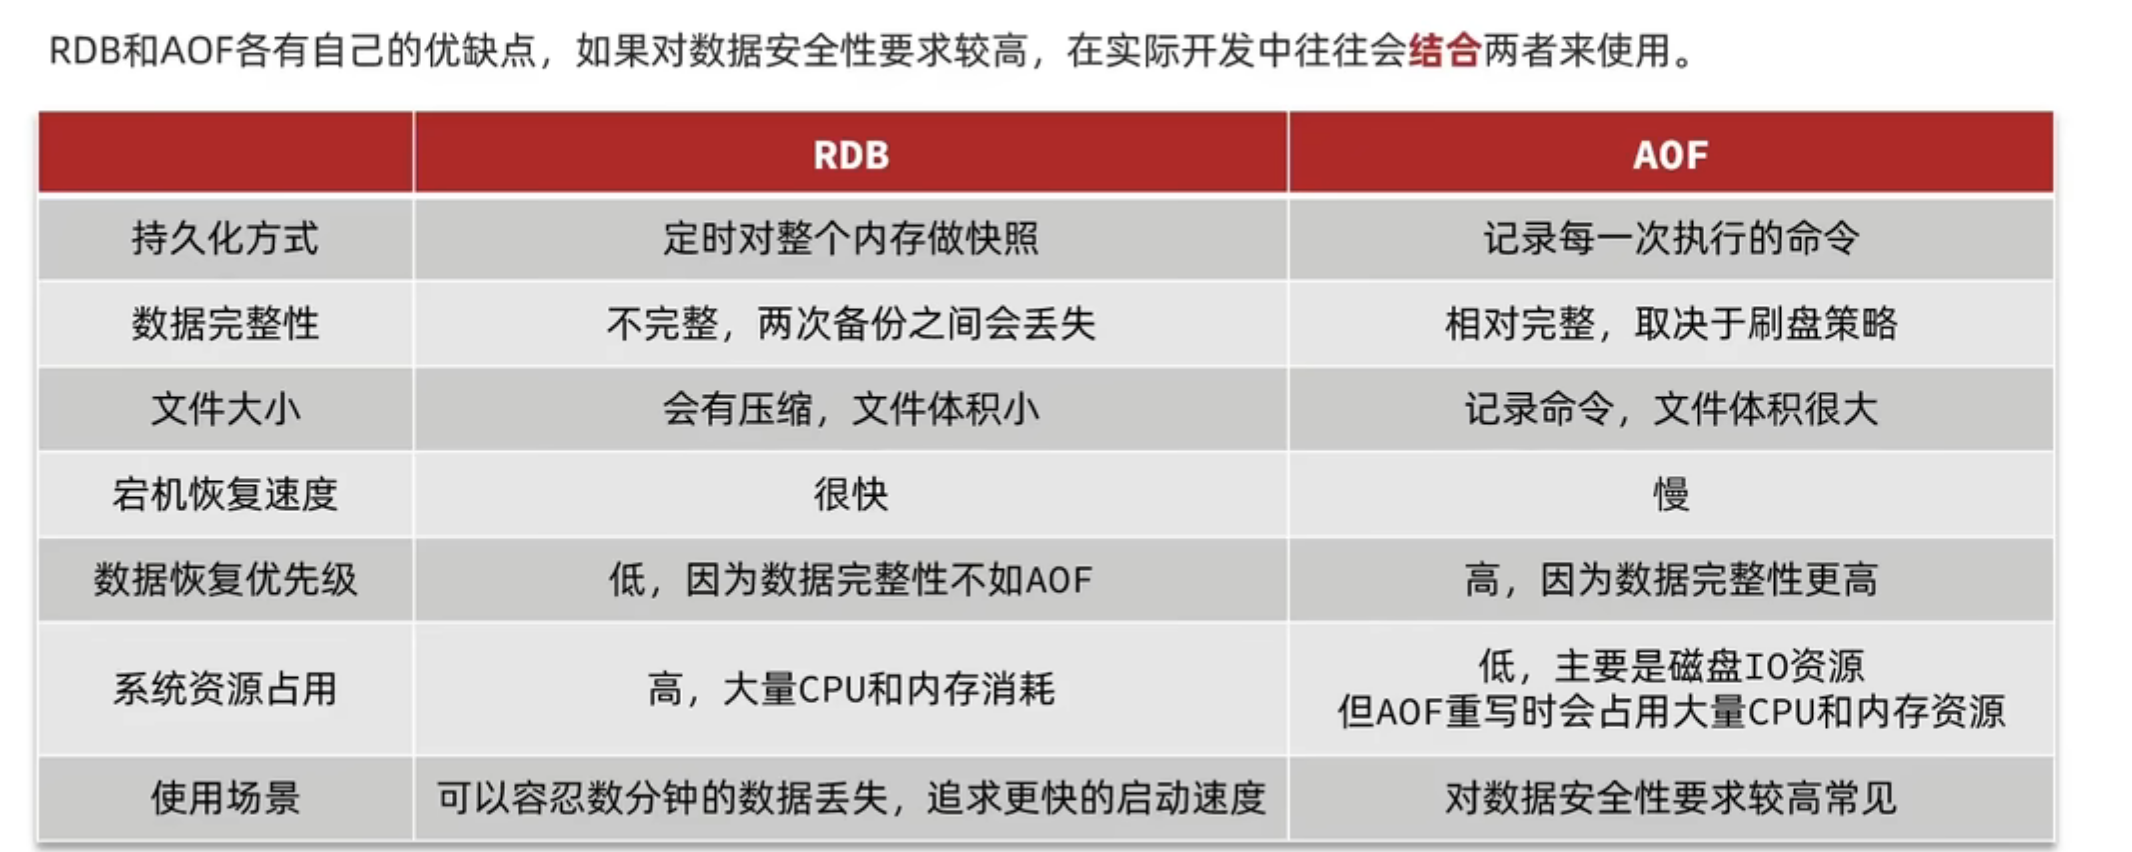 RDB和AOF各有自己的优缺点，如果对数据安全性要求较高，在实际开发中往往会结合两者来使用。
RDB AOF
持久化方式 定时对整个内存做快照 记录每一次执行的命令
数据完整性 不完整，两次备份之间会丢失 相对完整，取决于刷盘策略
文件大小 会有压缩，文件体积小 记录命令，文件体积很大
宕机恢复速度 很快 慢
数据恢复优先级 低，因为数据完整性不如AOF 高，因为数据完整性更高
系统资源占用 高，大量CPU和内存消耗 低，主要是磁盘IO资源
但AOF重写时会占用大量CPU和内存资源
使用场景 可以容忍数分钟的数据丢失，追求更快的启动速度 对数据安全性要求较高常见